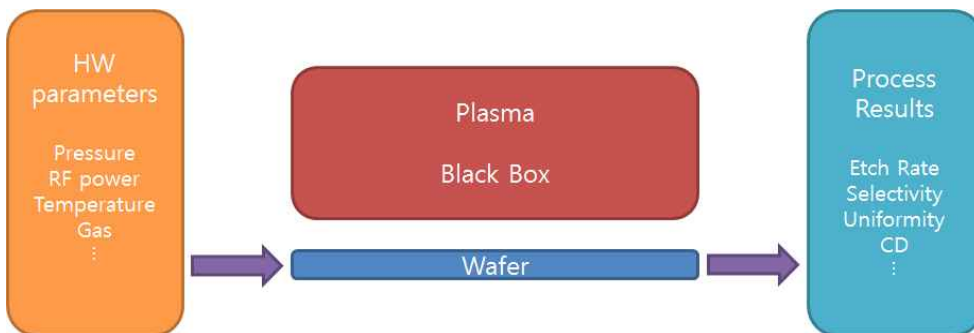 HW
parameters
Pressure
RF power
Temperature
Gas
⋮
Plasma
Black Box
Wafer
Process
Results
Etch Rate
Selectivity
Uniformity
CD
⋮